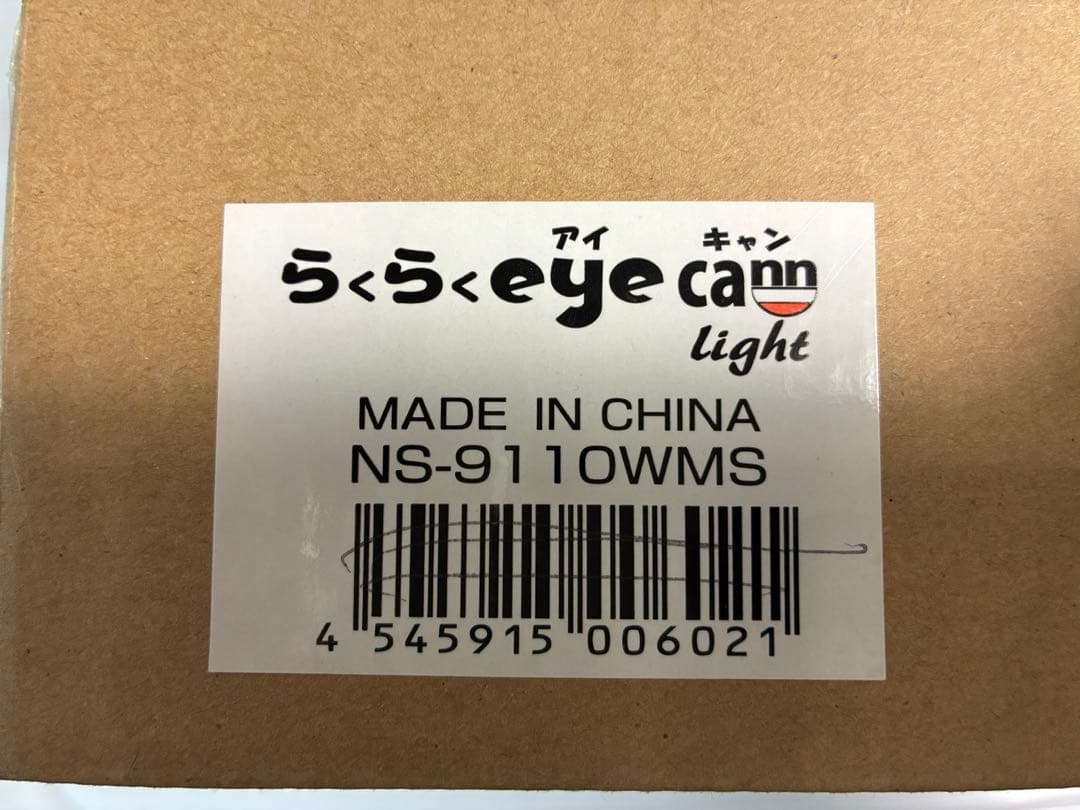 アイ キャン
らくらくeye cann
light
MADE IN CHINA
NS-9110WMS
4 545915 006021